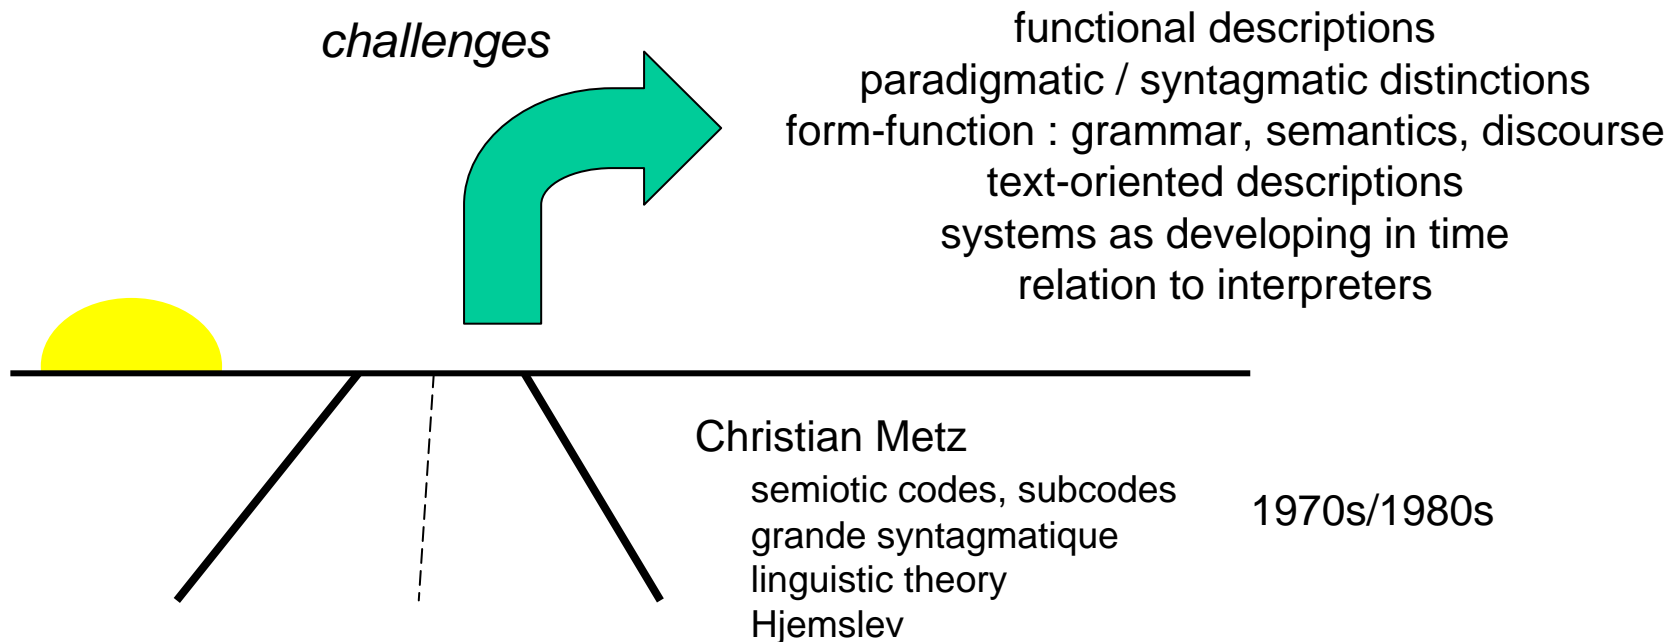 challenges
functional descriptions
paradigmatic / syntagmatic distinctions
form-function : grammar, semantics, discourse
text-oriented descriptions
systems as developing in time
relation to interpreters
Christian Metz
semiotic codes, subcodes
grande syntagmatique
linguistic theory
Hjemslev
1970s/1980s